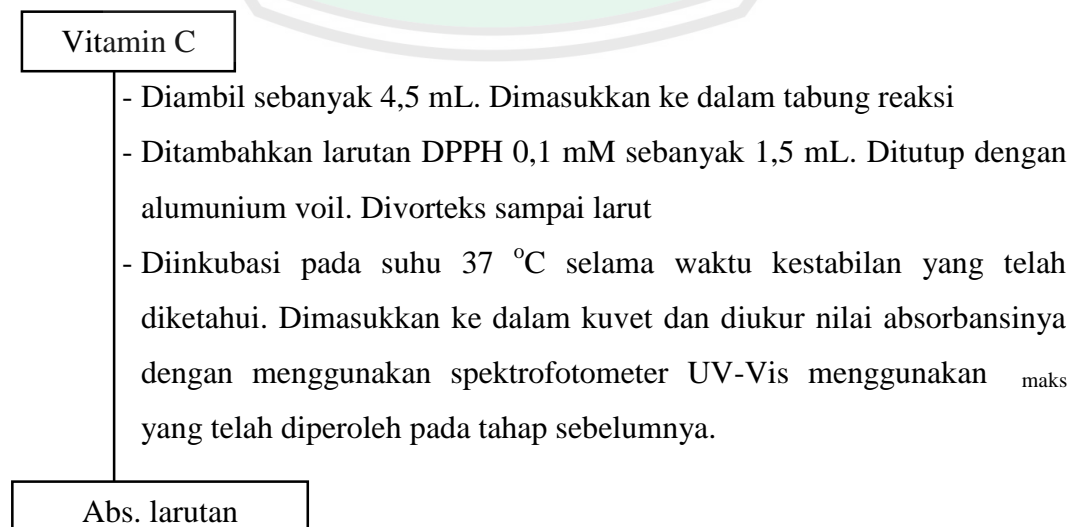 Vitamin C
- Diambil sebanyak 4,5 mL. Dimasukkan ke dalam tabung reaksi
- Ditambahkan larutan DPPH 0,1 mM sebanyak 1,5 mL. Ditutup dengan
alumunium voil. Divorteks sampai larut
- Diinkubasi pada suhu 37 °C selama waktu kestabilan yang telah
diketahui. Dimasukkan ke dalam kuvet dan diukur nilai absorbansinya
dengan menggunakan spektrofotometer UV-Vis menggunakan maks
yang telah diperoleh pada tahap sebelumnya.
Abs. larutan